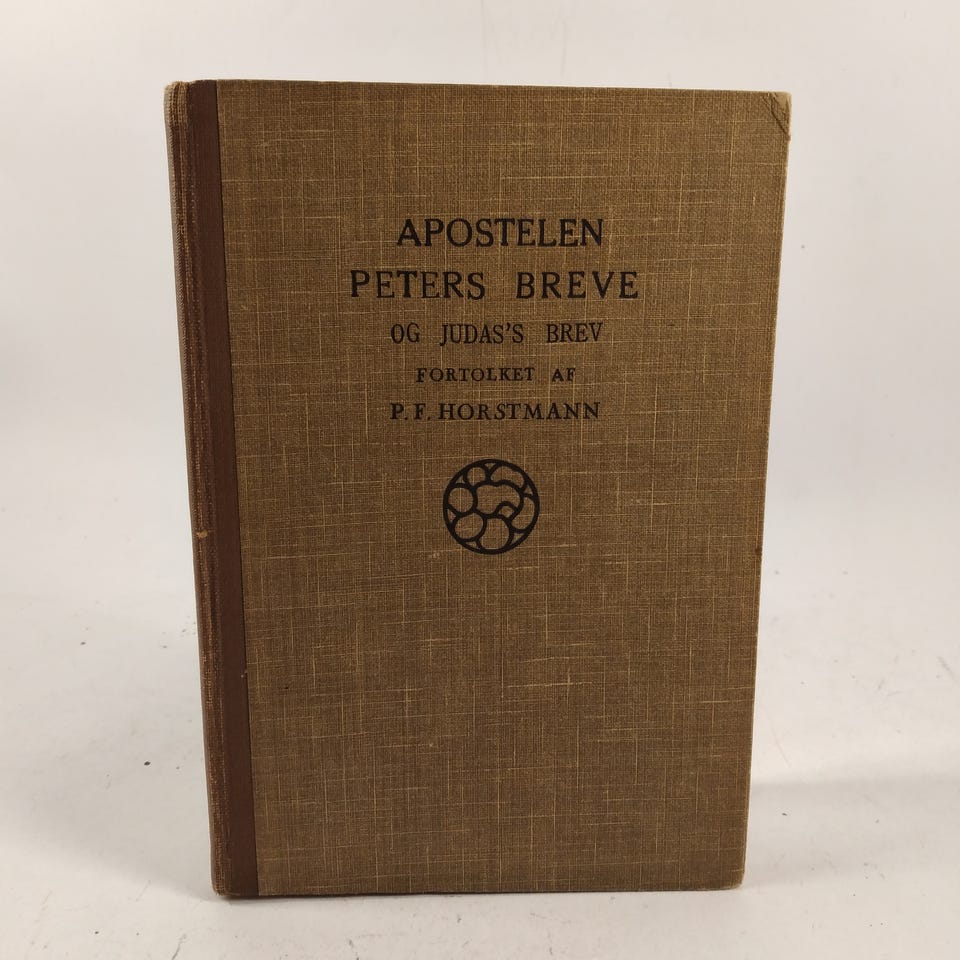 APOSTELEN
PETERS BREVE
OG JUDAS'S BREV
FORTOLKET AF
P. F. HORSTMANN